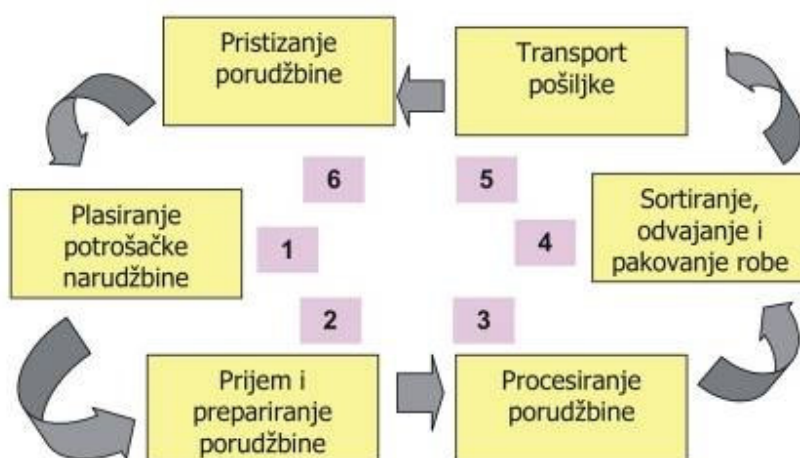 Pristizanje
porudžbine
Transport
pošiljke
6
5
Plasiranje
potrošačke
narudžbine
1
4
Sortiranje,
odvajanje i
pakovanje robe
2
3
Prijem i
prepariranje
porudžbine
Procesiranje
porudžbine